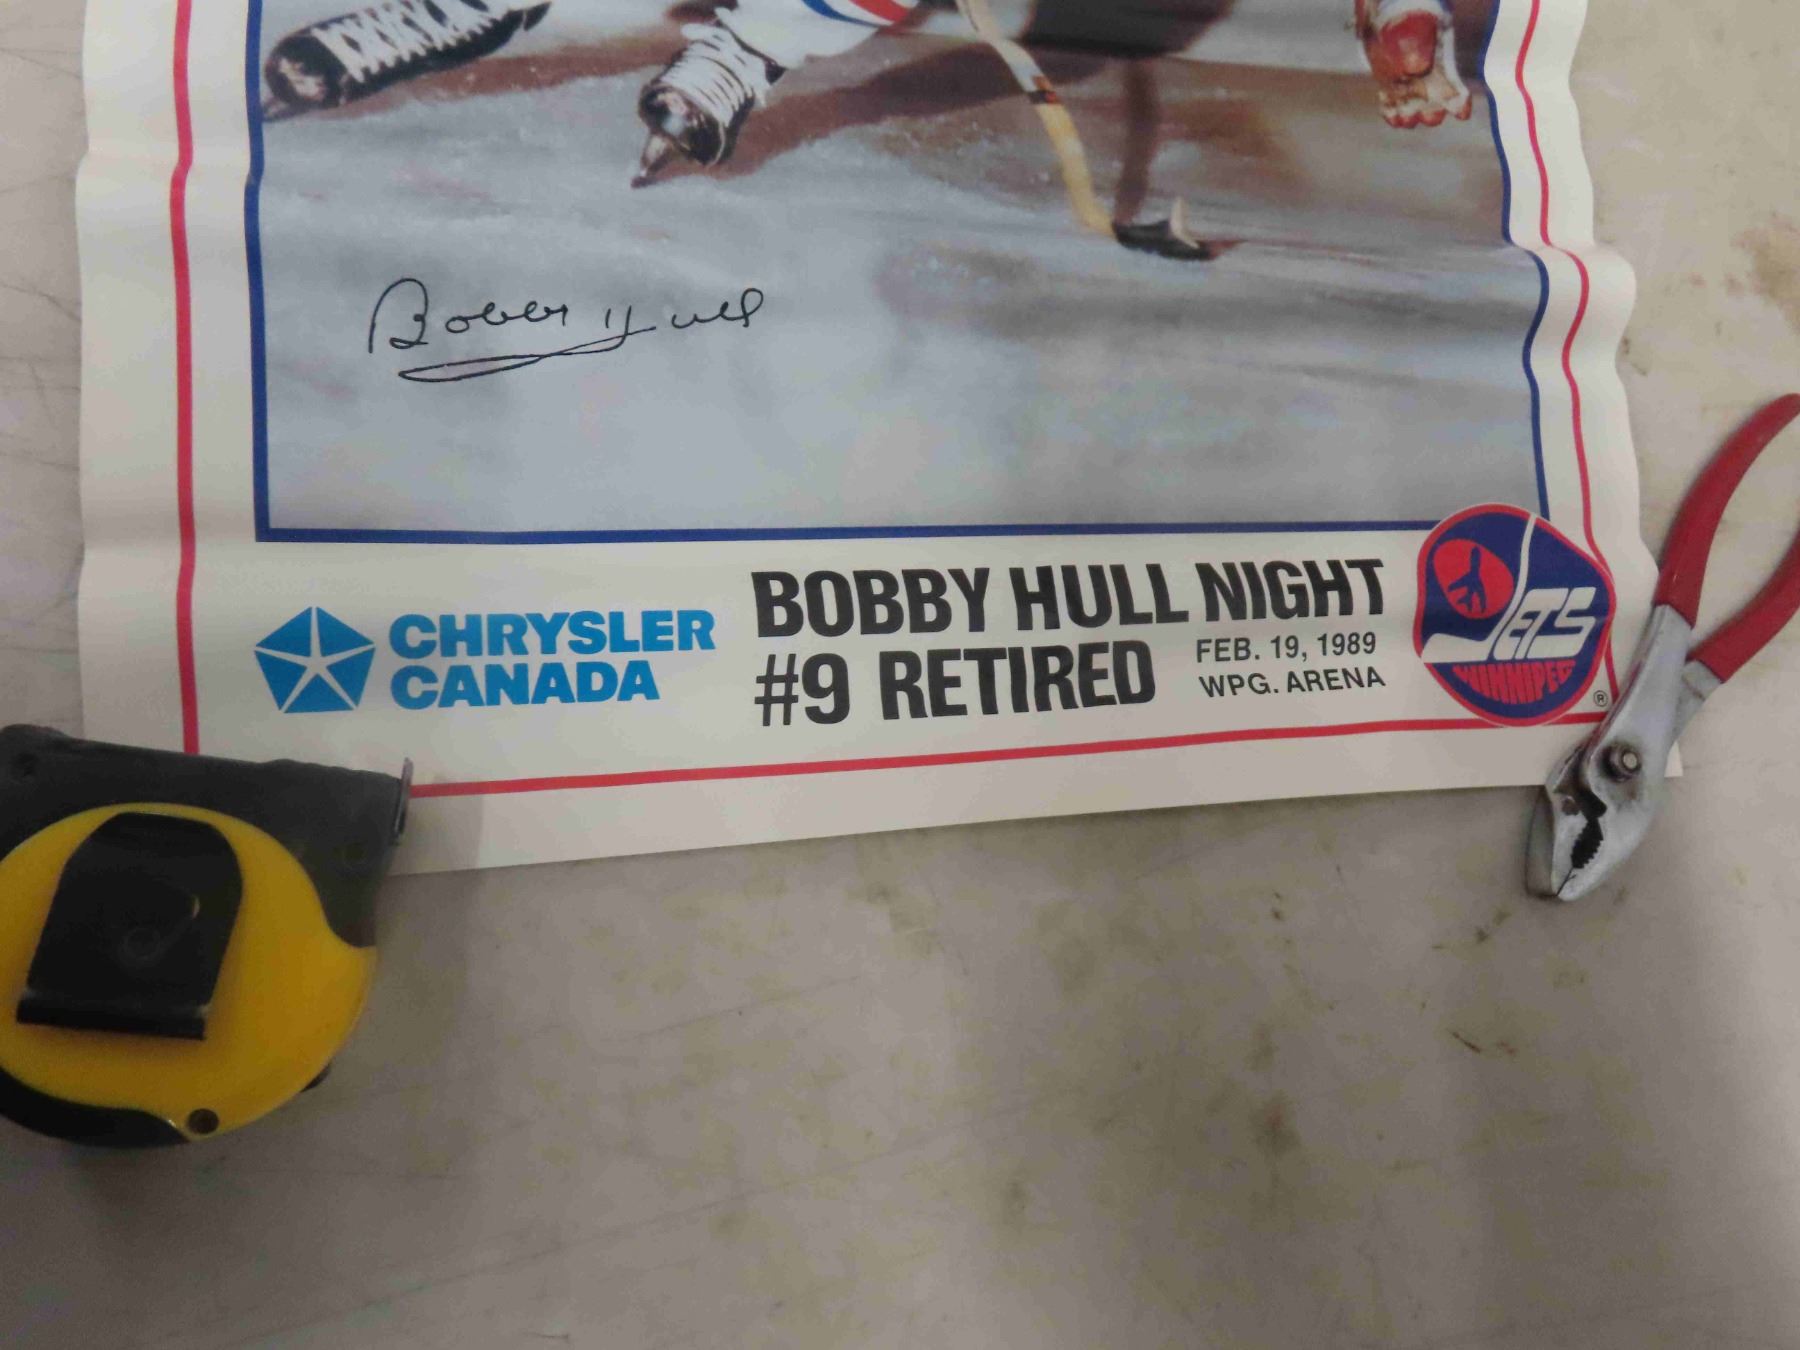 Bobby Hull
CHRYSLER
CANADA
BOBBY HULL NIGHT
#9 RETIRED
FEB. 19, 1989
WPG. ARENA
JETS
WINNIPEG
®